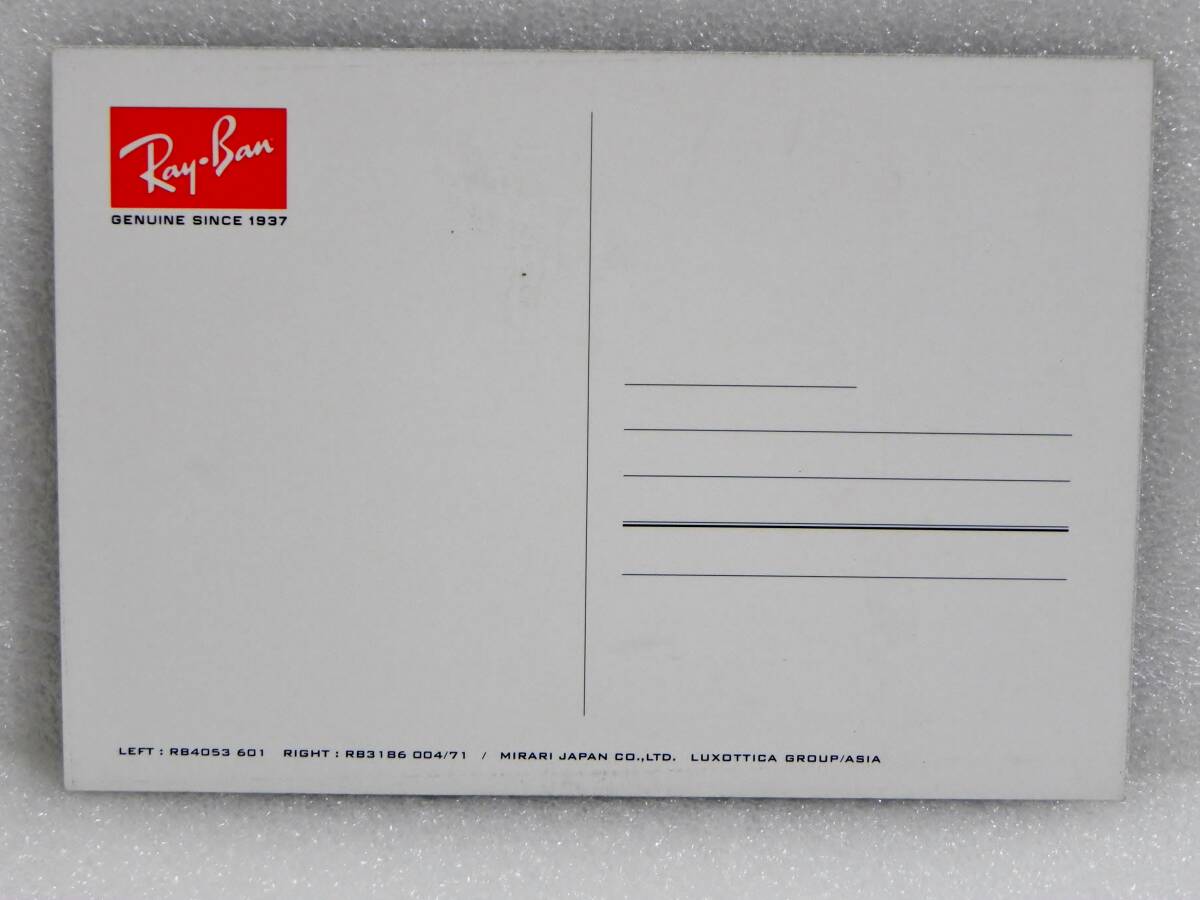 Ray-Ban
GENUINE SINCE 1937
LEFT : RB4053 601 RIGHT : RB3186 004/71 / MIRARI JAPAN CO.,LTD. LUXOTTICA GROUP/ASIA